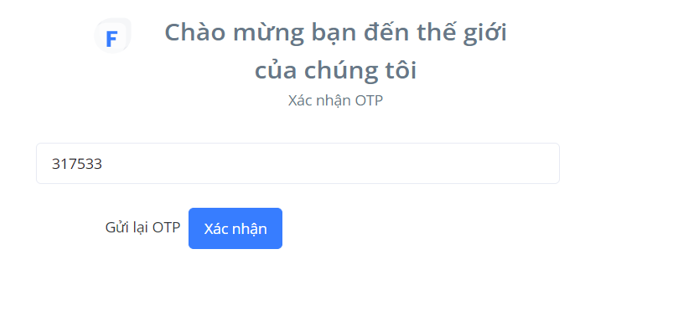 F
Chào mừng bạn đến thế giới
của chúng tôi
Xác nhận OTP
317533
Gửi lại OTP Xác nhận